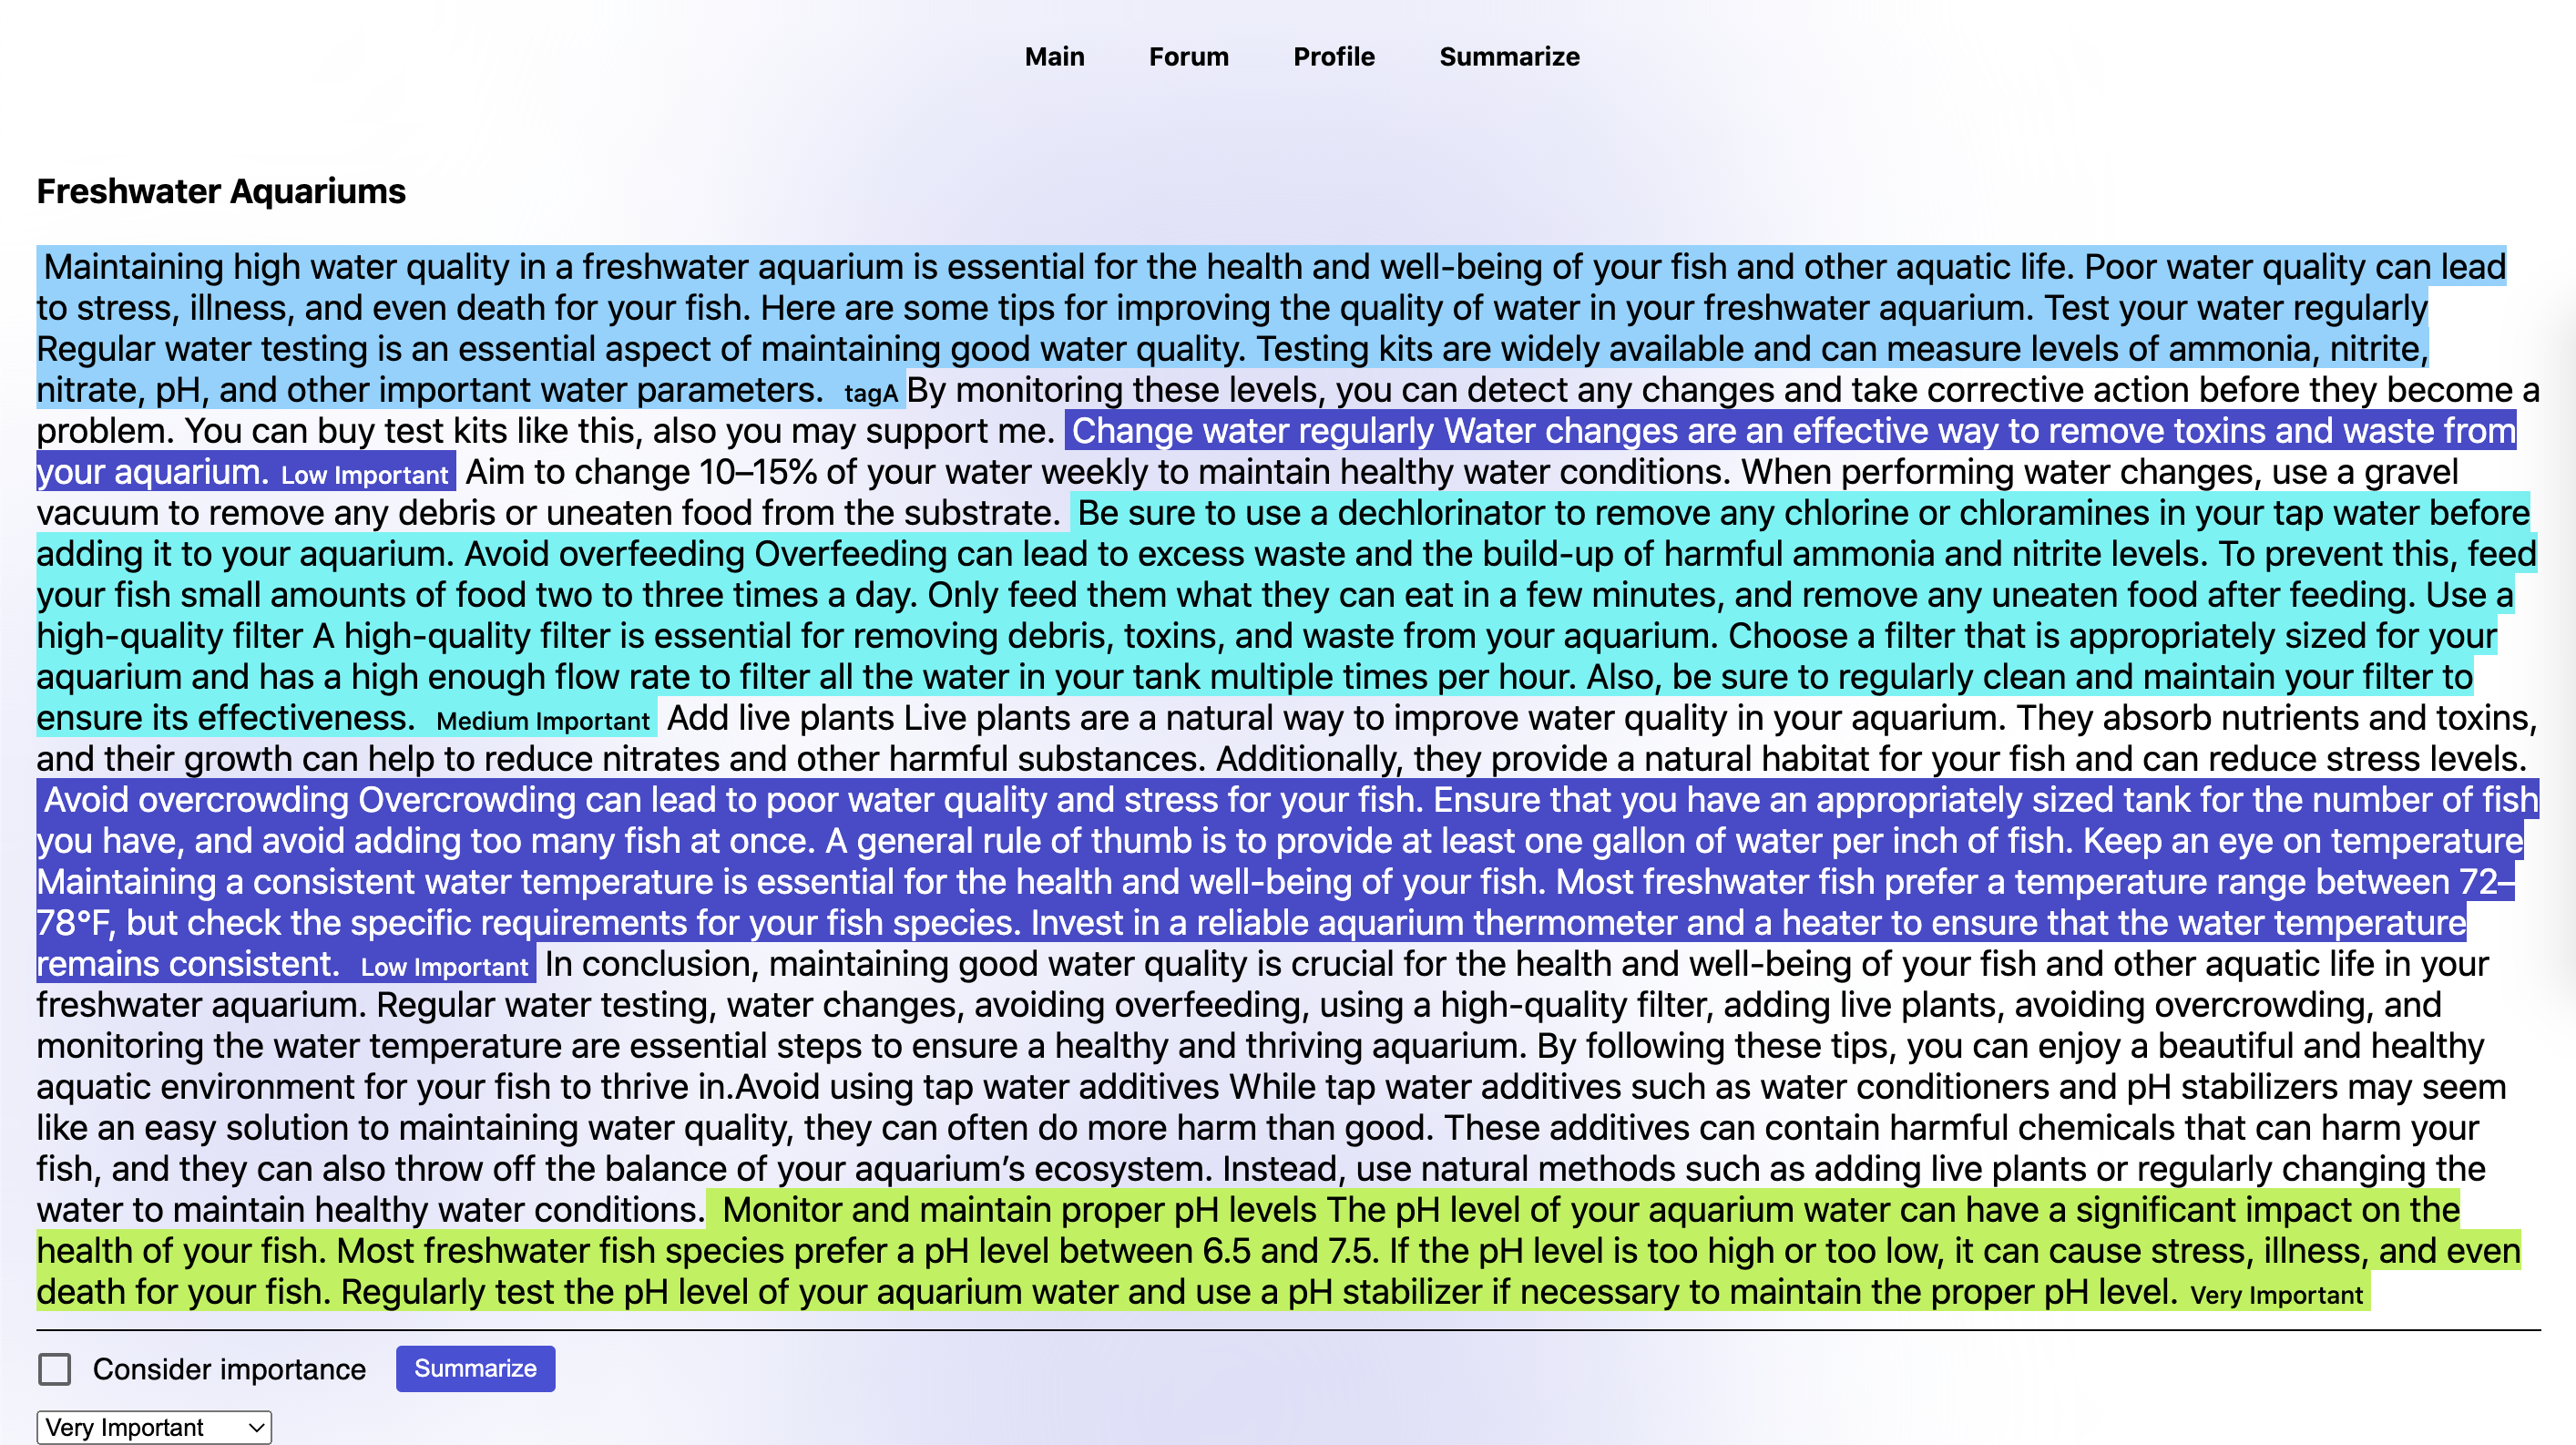 Main Forum Profile Summarize
Freshwater Aquariums
Maintaining high water quality in a freshwater aquarium is essential for the health and well-being of your fish and other aquatic life. Poor water quality can lead
to stress, illness, and even death for your fish. Here are some tips for improving the quality of water in your freshwater aquarium. Test your water regularly
Regular water testing is an essential aspect of maintaining good water quality. Testing kits are widely available and can measure levels of ammonia, nitrite,
nitrate, pH, and other important water parameters. tagA By monitoring these levels, you can detect any changes and take corrective action before they become a
problem. You can buy test kits like this, also you may support me. Change water regularly Water changes are an effective way to remove toxins and waste from
your aquarium. Low Important Aim to change 10–15% of your water weekly to maintain healthy water conditions. When performing water changes, use a gravel
vacuum to remove any debris or uneaten food from the substrate. Be sure to use a dechlorinator to remove any chlorine or chloramines in your tap water before
adding it to your aquarium. Avoid overfeeding Overfeeding can lead to excess waste and the build-up of harmful ammonia and nitrite levels. To prevent this, feed
your fish small amounts of food two to three times a day. Only feed them what they can eat in a few minutes, and remove any uneaten food after feeding. Use a
high-quality filter A high-quality filter is essential for removing debris, toxins, and waste from your aquarium. Choose a filter that is appropriately sized for your
aquarium and has a high enough flow rate to filter all the water in your tank multiple times per hour. Also, be sure to regularly clean and maintain your filter to
ensure its effectiveness. Medium Important Add live plants Live plants are a natural way to improve water quality in your aquarium. They absorb nutrients and toxins,
and their growth can help to reduce nitrates and other harmful substances. Additionally, they provide a natural habitat for your fish and can reduce stress levels.
Avoid overcrowding Overcrowding can lead to poor water quality and stress for your fish. Ensure that you have an appropriately sized tank for the number of fish
you have, and avoid adding too many fish at once. A general rule of thumb is to provide at least one gallon of water per inch of fish. Keep an eye on temperature
Maintaining a consistent water temperature is essential for the health and well-being of your fish. Most freshwater fish prefer a temperature range between 72–
78°F, but check the specific requirements for your fish species. Invest in a reliable aquarium thermometer and a heater to ensure that the water temperature
remains consistent. Low Important In conclusion, maintaining good water quality is crucial for the health and well-being of your fish and other aquatic life in your
freshwater aquarium. Regular water testing, water changes, avoiding overfeeding, using a high-quality filter, adding live plants, avoiding overcrowding, and
monitoring the water temperature are essential steps to ensure a healthy and thriving aquarium. By following these tips, you can enjoy a beautiful and healthy
aquatic environment for your fish to thrive in.Avoid using tap water additives While tap water additives such as water conditioners and pH stabilizers may seem
like an easy solution to maintaining water quality, they can often do more harm than good. These additives can contain harmful chemicals that can harm your
fish, and they can also throw off the balance of your aquarium’s ecosystem. Instead, use natural methods such as adding live plants or regularly changing the
water to maintain healthy water conditions. Monitor and maintain proper pH levels The pH level of your aquarium water can have a significant impact on the
health of your fish. Most freshwater fish species prefer a pH level between 6.5 and 7.5. If the pH level is too high or too low, it can cause stress, illness, and even
death for your fish. Regularly test the pH level of your aquarium water and use a pH stabilizer if necessary to maintain the proper pH level. Very Important
Consider importance Summarize
Very Important